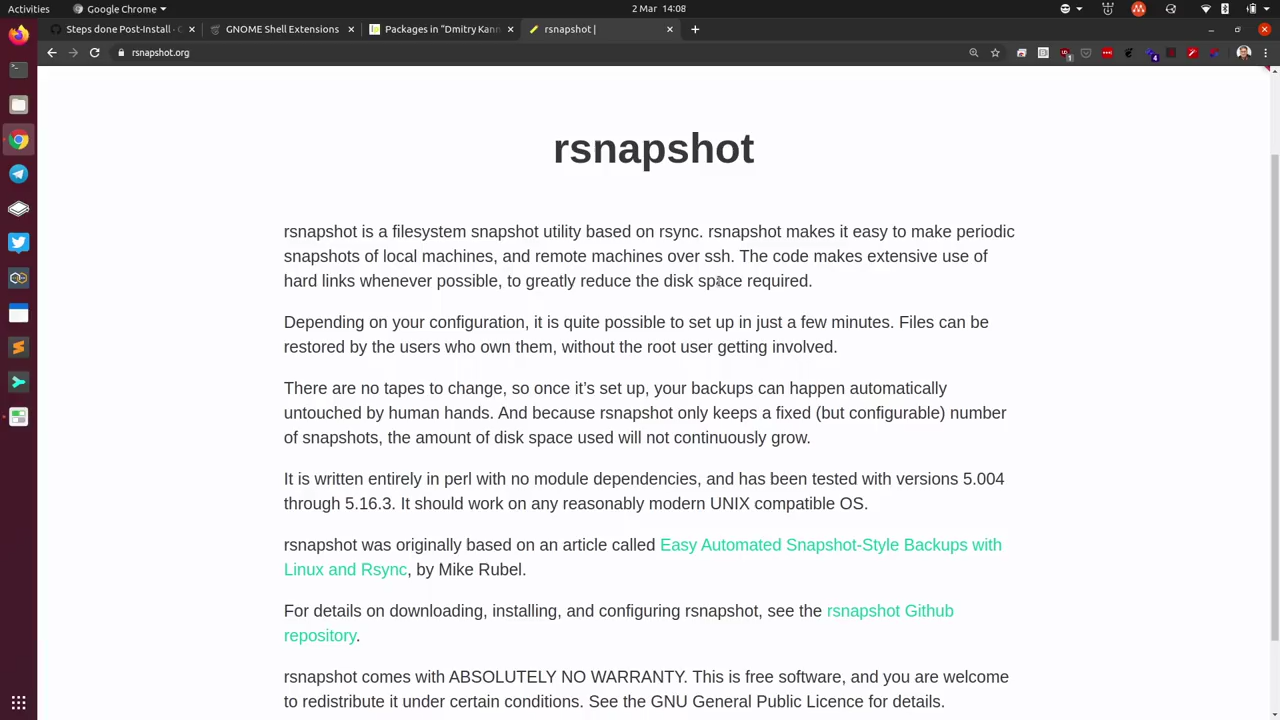 Activities
Google Chrome
2 Mar 14:08
Steps done Post-Install
GNOME Shell Extensions
Packages in "Dmitry Kann
rsnapshot |
rsnapshot.org
rsnapshot
rsnapshot is a filesystem snapshot utility based on rsync. rsnapshot makes it easy to make periodic
snapshots of local machines, and remote machines over ssh. The code makes extensive use of
hard links whenever possible, to greatly reduce the disk space required.
Depending on your configuration, it is quite possible to set up in just a few minutes. Files can be
restored by the users who own them, without the root user getting involved.
There are no tapes to change, so once it’s set up, your backups can happen automatically
untouched by human hands. And because rsnapshot only keeps a fixed (but configurable) number
of snapshots, the amount of disk space used will not continuously grow.
It is written entirely in perl with no module dependencies, and has been tested with versions 5.004
through 5.16.3. It should work on any reasonably modern UNIX compatible OS.
rsnapshot was originally based on an article called Easy Automated Snapshot-Style Backups with
Linux and Rsync, by Mike Rubel.
For details on downloading, installing, and configuring rsnapshot, see the rsnapshot Github
repository.
rsnapshot comes with ABSOLUTELY NO WARRANTY. This is free software, and you are welcome
to redistribute it under certain conditions. See the GNU General Public Licence for details.